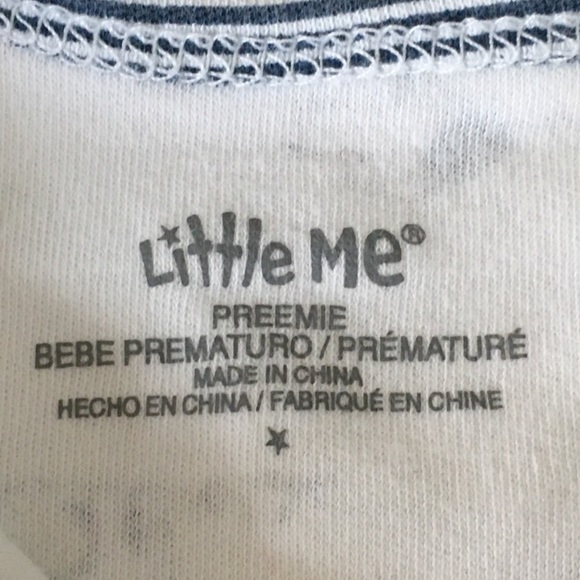 Little Me®
PREEMIE
BEBE PREMATURO / PRÉMATURÉ
MADE IN CHINA
HECHO EN CHINA / FABRIQUÉ EN CHINE